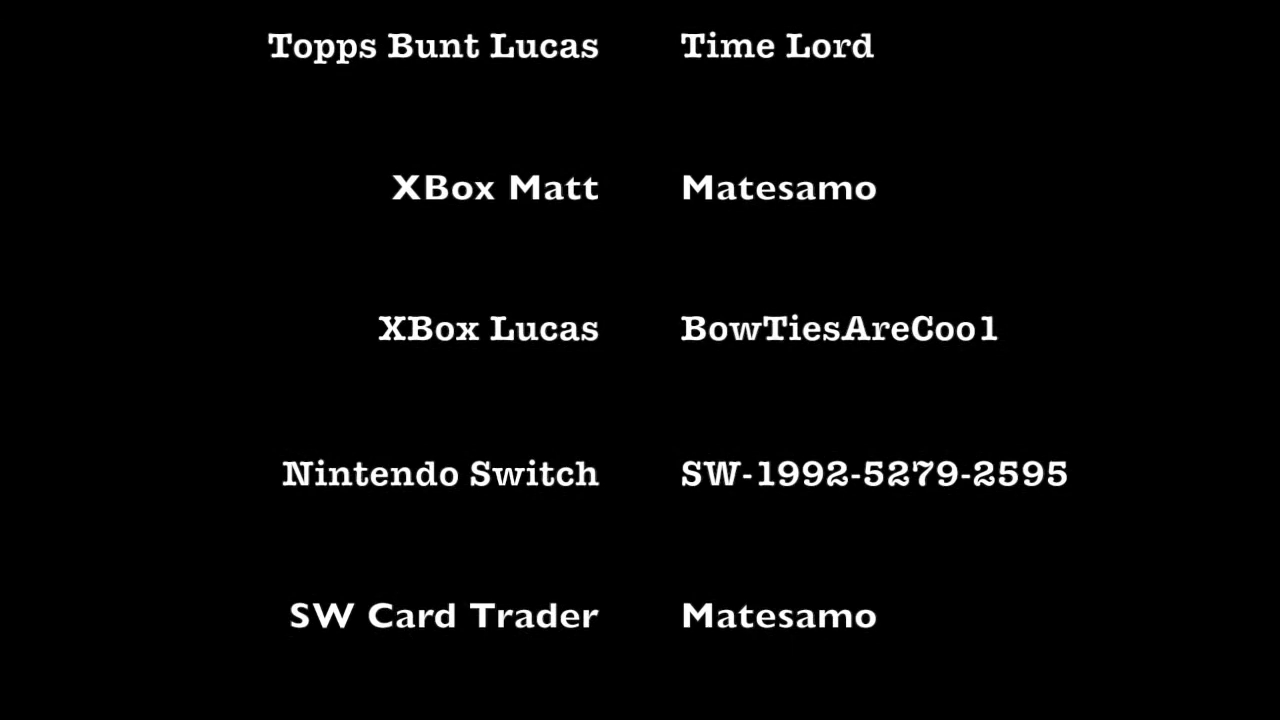 Topps Bunt Lucas Time Lord
XBox Matt Matesamo
XBox Lucas BowTiesAreCoo1
Nintendo Switch SW-1992-5279-2595
SW Card Trader Matesamo